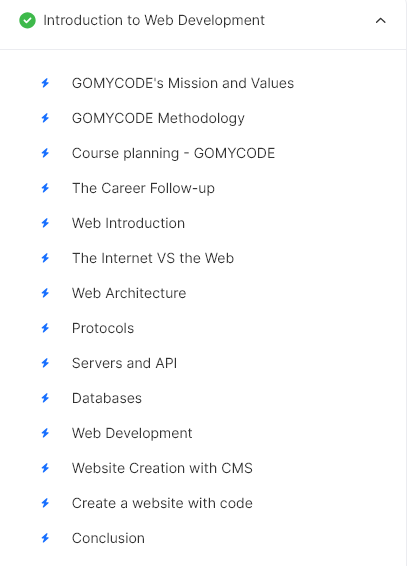 Introduction to Web Development
GOMYCODE's Mission and Values
GOMYCODE Methodology
Course planning - GOMYCODE
The Career Follow-up
Web Introduction
The Internet VS the Web
Web Architecture
Protocols
Servers and API
Databases
Web Development
Website Creation with CMS
Create a website with code
Conclusion